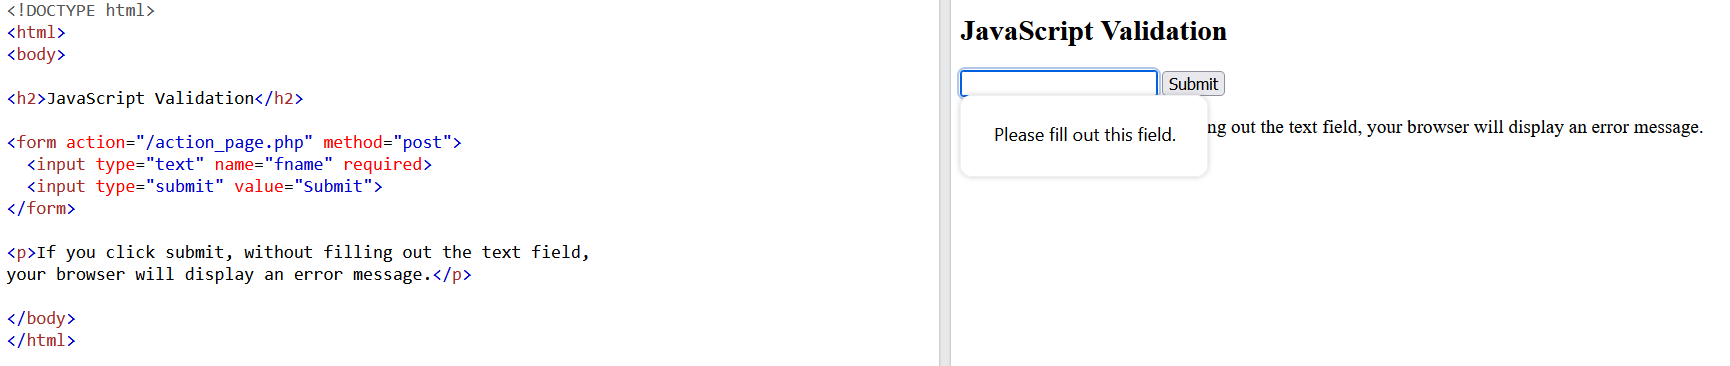 <!DOCTYPE html>
<html>
<body>
<h2>JavaScript Validation</h2>
<form action="/action_page.php" method="post">
  <input type="text" name="fname" required>
  <input type="submit" value="Submit">
</form>
<p>If you click submit, without filling out the text field,
your browser will display an error message.</p>
</body>
</html>
JavaScript Validation
Submit
Please fill out this field.
ng out the text field, your browser will display an error message.